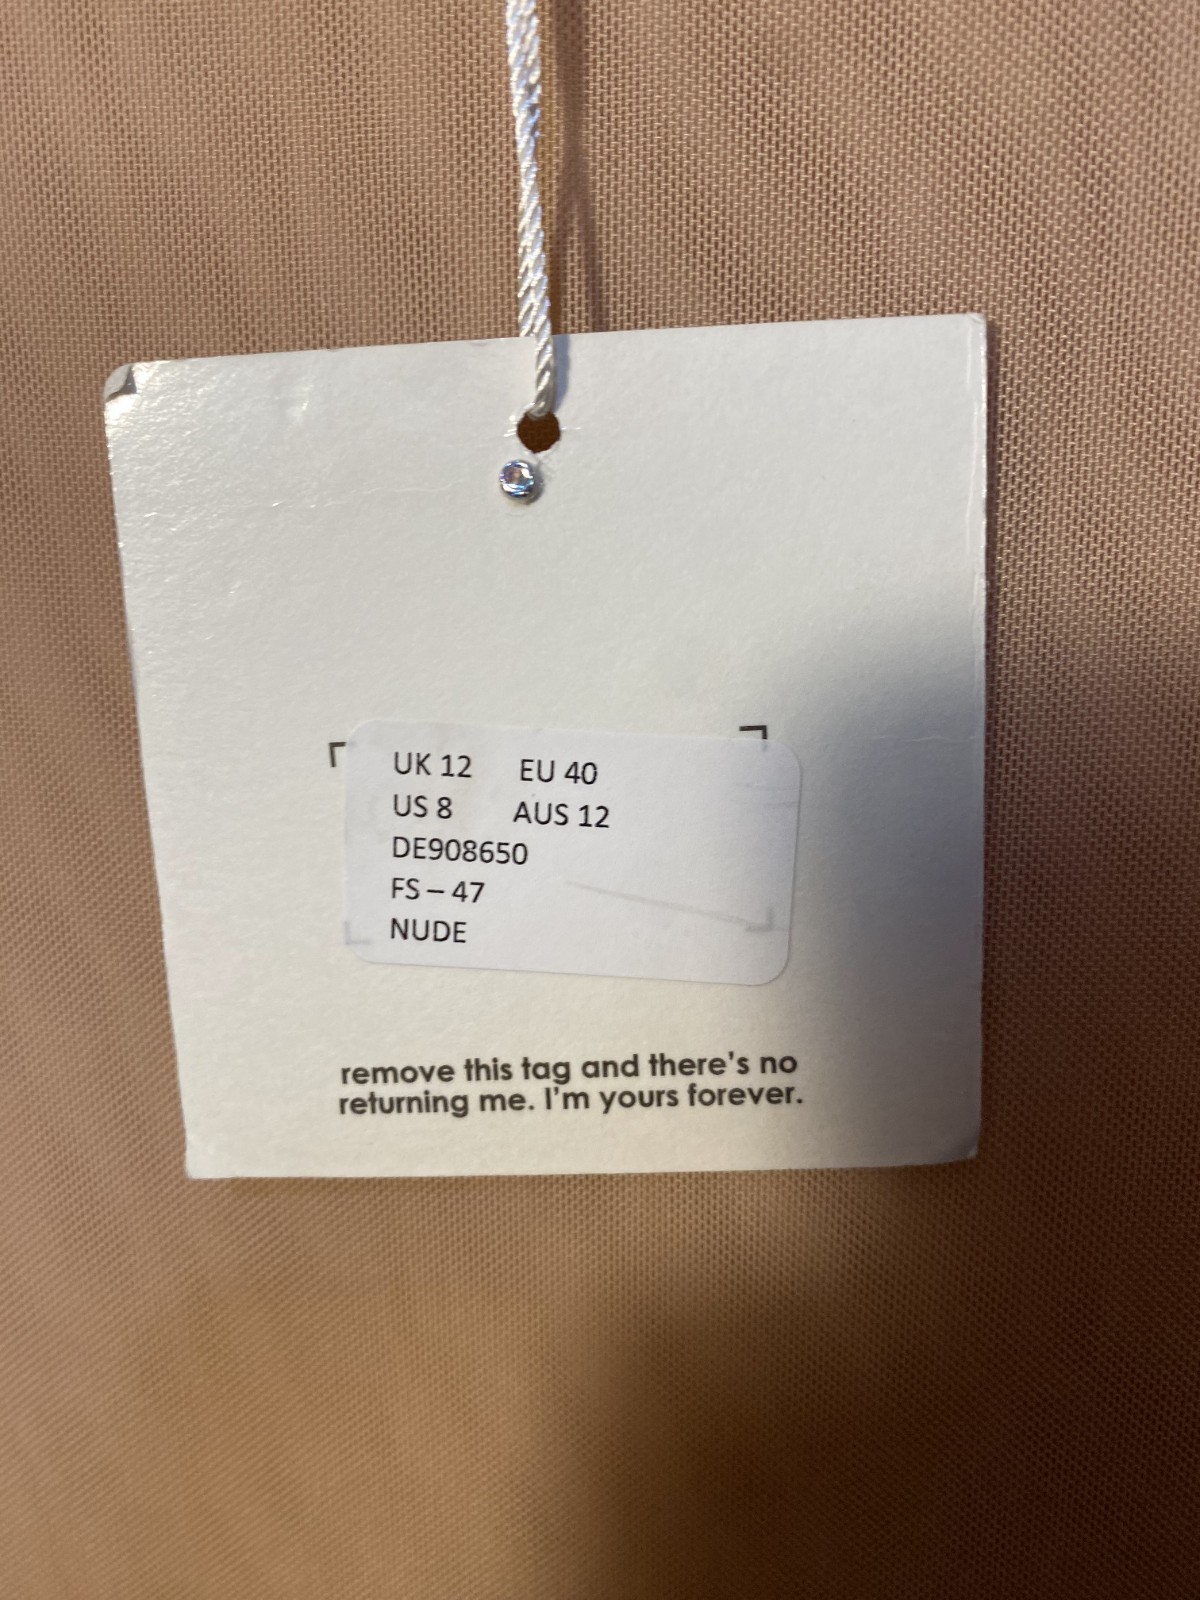 UK 12 EU 40
US 8 AUS 12
DE908650
FS – 47
NUDE
remove this tag and there's no
returning me. I'm yours forever.